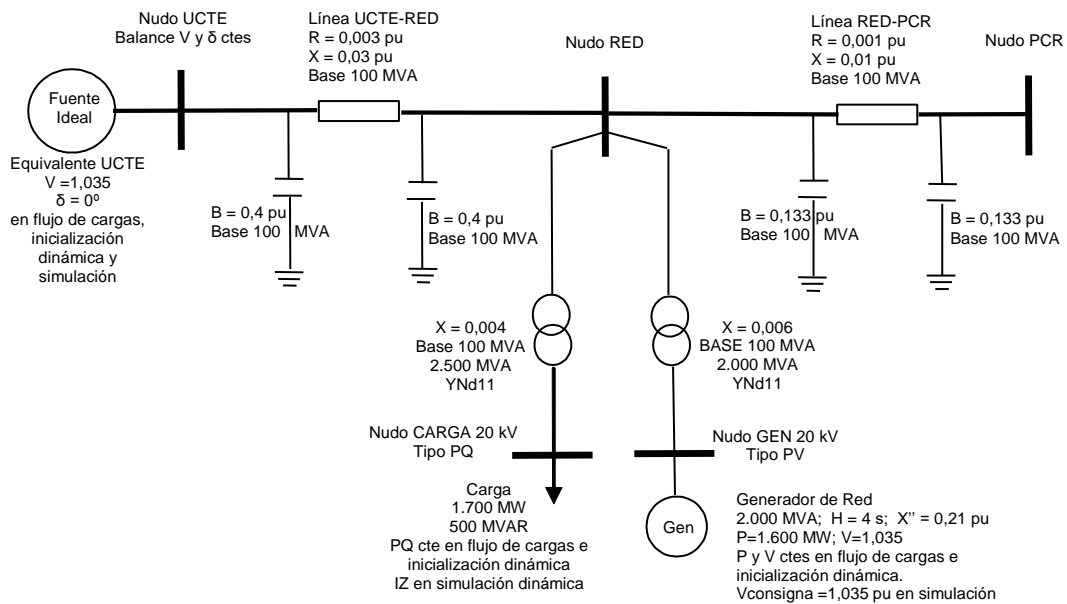 Nudo UCTE
Balance V y δ ctes
Línea UCTE-RED
R = 0,003 pu
X = 0,03 pu
Base 100 MVA
Nudo RED
Línea RED-PCR
R = 0,001 pu
X = 0,01 pu
Base 100 MVA
Nudo PCR
Fuente
Ideal
Equivalente UCTE
V =1,035
δ = 0º
en flujo de cargas,
inicialización
dinámica y
simulación
B = 0,4 pu
Base 100 MVA
B = 0,4 pu
Base 100 MVA
B = 0,133 pu
Base 100 MVA
B = 0,133 pu
Base 100 MVA
X = 0,004
Base 100 MVA
2.500 MVA
YNd11
X = 0,006
BASE 100 MVA
2.000 MVA
YNd11
Nudo CARGA 20 kV
Tipo PQ
Nudo GEN 20 kV
Tipo PV
Carga
1.700 MW
500 MVAR
PQ cte en flujo de cargas e
inicialización dinámica
IZ en simulación dinámica
Gen
Generador de Red
2.000 MVA; H = 4 s; X'' = 0,21 pu
P=1.600 MW; V=1,035
P y V ctes en flujo de cargas e
inicialización dinámica.
Vconsigna =1,035 pu en simulación